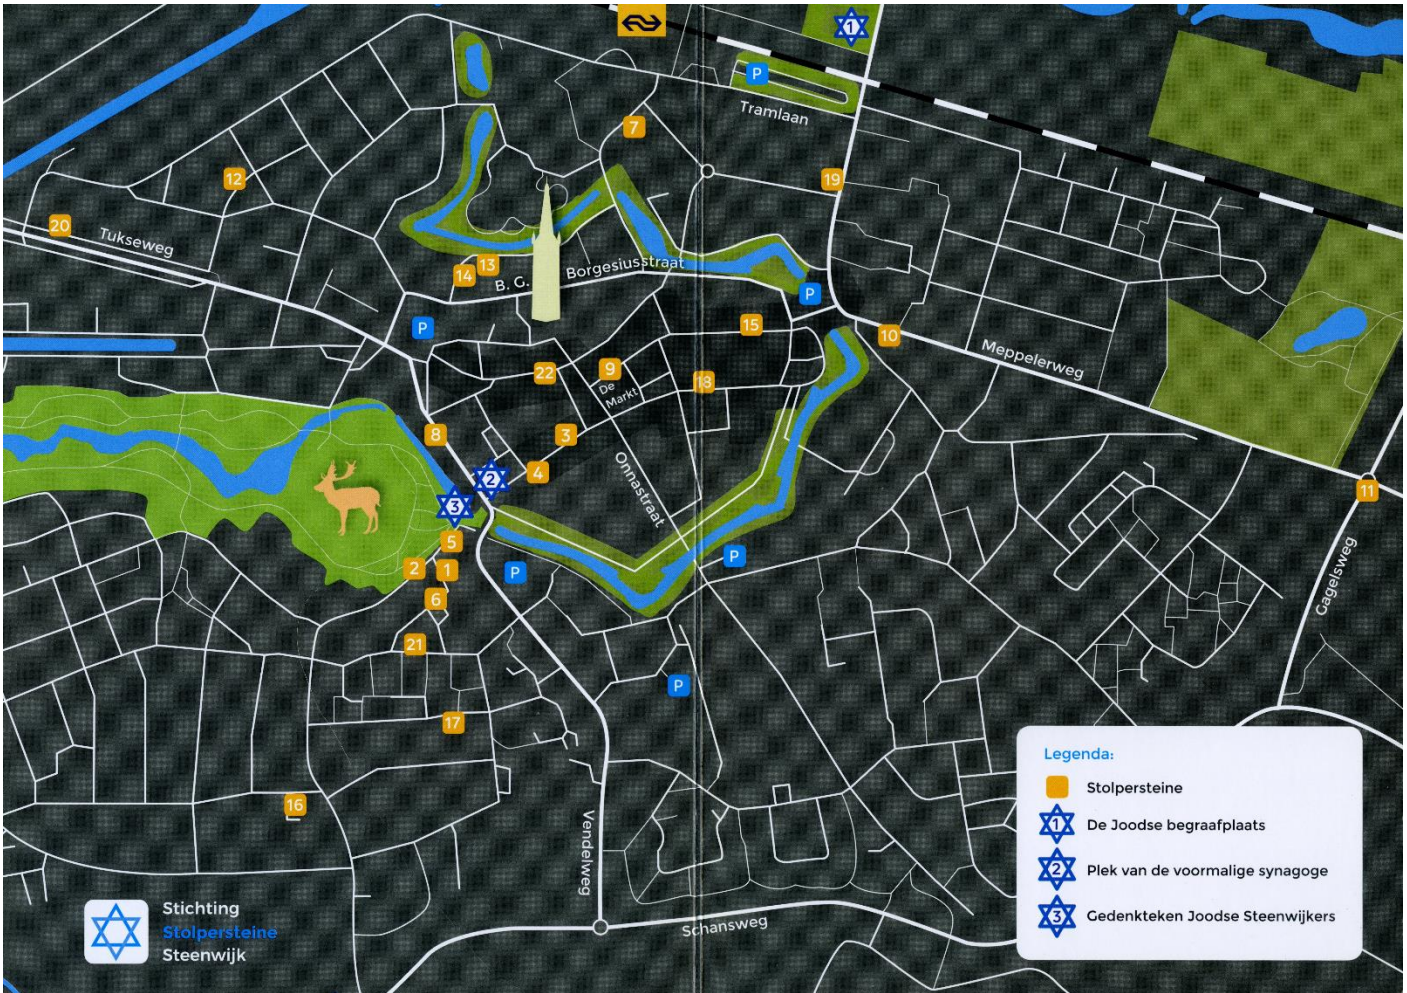 1
P
Tramlaan
7
12
19
20
Tukseweg
13
14
B. G. Borgesiusstraat
P
P
15
10
Meppelerweg
22
9
De
Markt
18
8
3
4
2
3
Onnastraat
11
5
2
1
6
P
P
Gagelsweg
21
P
17
16
Vendelweg
Schansweg
Legenda:
Stolpersteine
1 De Joodse begraafplaats
2 Plek van de voormalige synagoge
3 Gedenkteken Joodse Steenwijkers
Stichting
Stolpersteine
Steenwijk